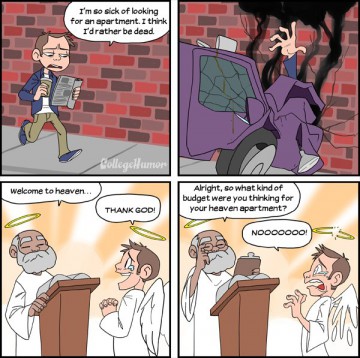 I'm so sick of looking
for an apartment. I think
I'd rather be dead.
CollegeHumor
Welcome to heaven...
THANK GOD!
Alright, so what kind of
budget were you thinking for
your heaven apartment?
NOOOOOOO!